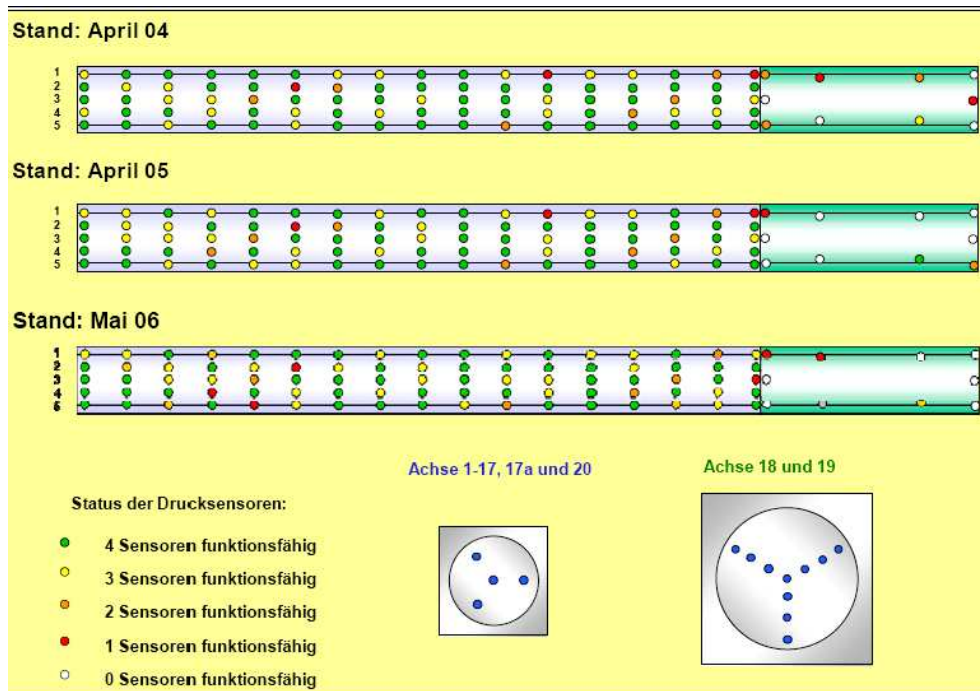 Stand: April 04
1
2
3
4
5
Stand: April 05
1
2
3
4
5
Stand: Mai 06
1
2
3
4
5
Achse 1-17, 17a und 20
Achse 18 und 19
Status der Drucksensoren:
4 Sensoren funktionsfähig
3 Sensoren funktionsfähig
2 Sensoren funktionsfähig
1 Sensoren funktionsfähig
0 Sensoren funktionsfähig